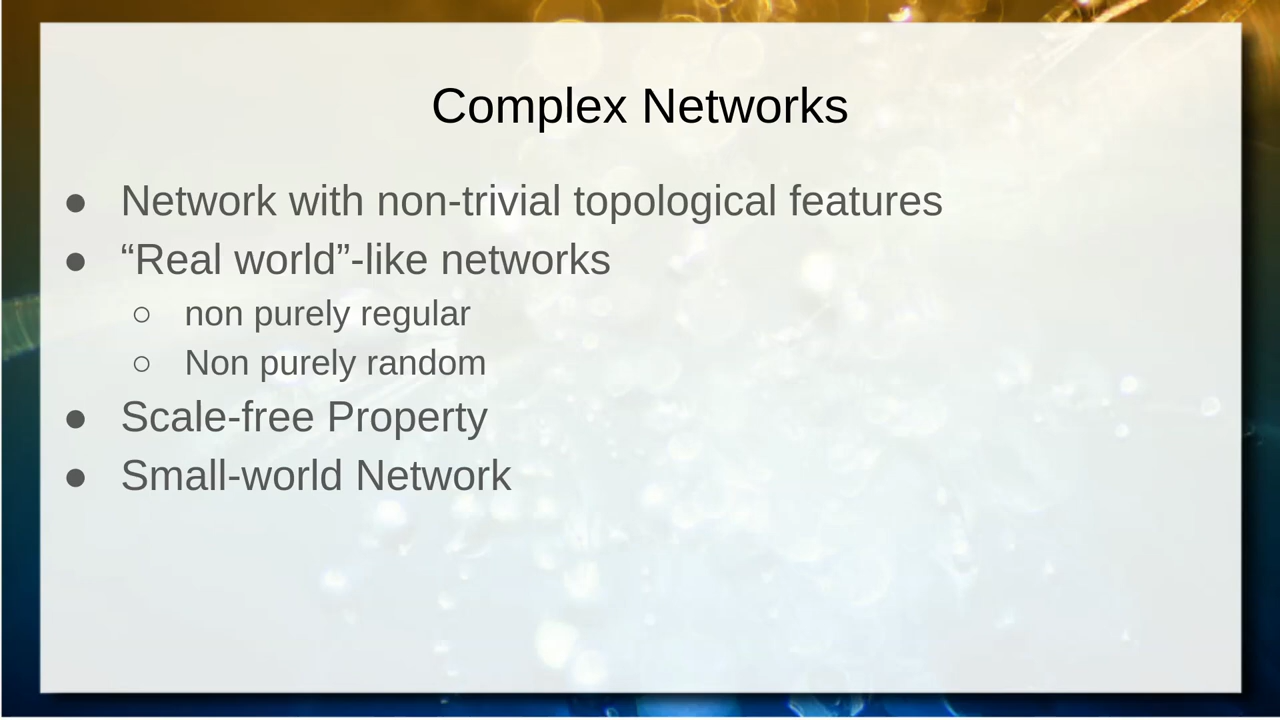 Complex Networks
● Network with non-trivial topological features
● “Real world”-like networks
○ non purely regular
○ Non purely random
● Scale-free Property
● Small-world Network